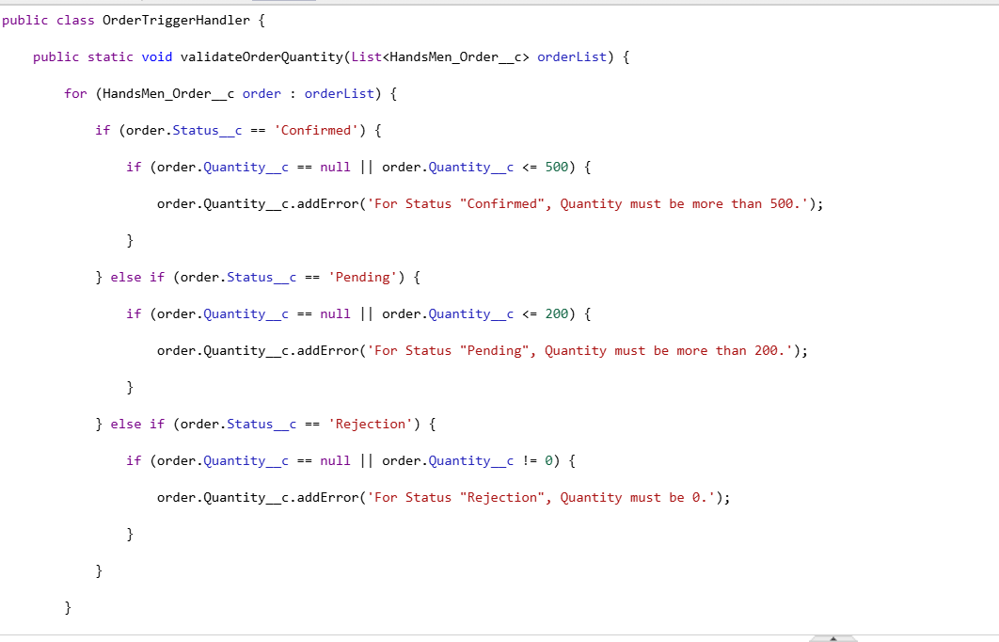 public class OrderTriggerHandler {
public static void validateOrderQuantity(List<HandsMen_Order__c> orderList) {
for (HandsMen_Order__c order : orderList) {
if (order.Status__c == 'Confirmed') {
if (order.Quantity__c == null || order.Quantity__c <= 500) {
order.Quantity__c.addError('For Status "Confirmed", Quantity must be more than 500.');
}
} else if (order.Status__c == 'Pending') {
if (order.Quantity__c == null || order.Quantity__c <= 200) {
order.Quantity__c.addError('For Status "Pending", Quantity must be more than 200.');
}
} else if (order.Status__c == 'Rejection') {
if (order.Quantity__c == null || order.Quantity__c != 0) {
order.Quantity__c.addError('For Status "Rejection", Quantity must be 0.');
}
}
}